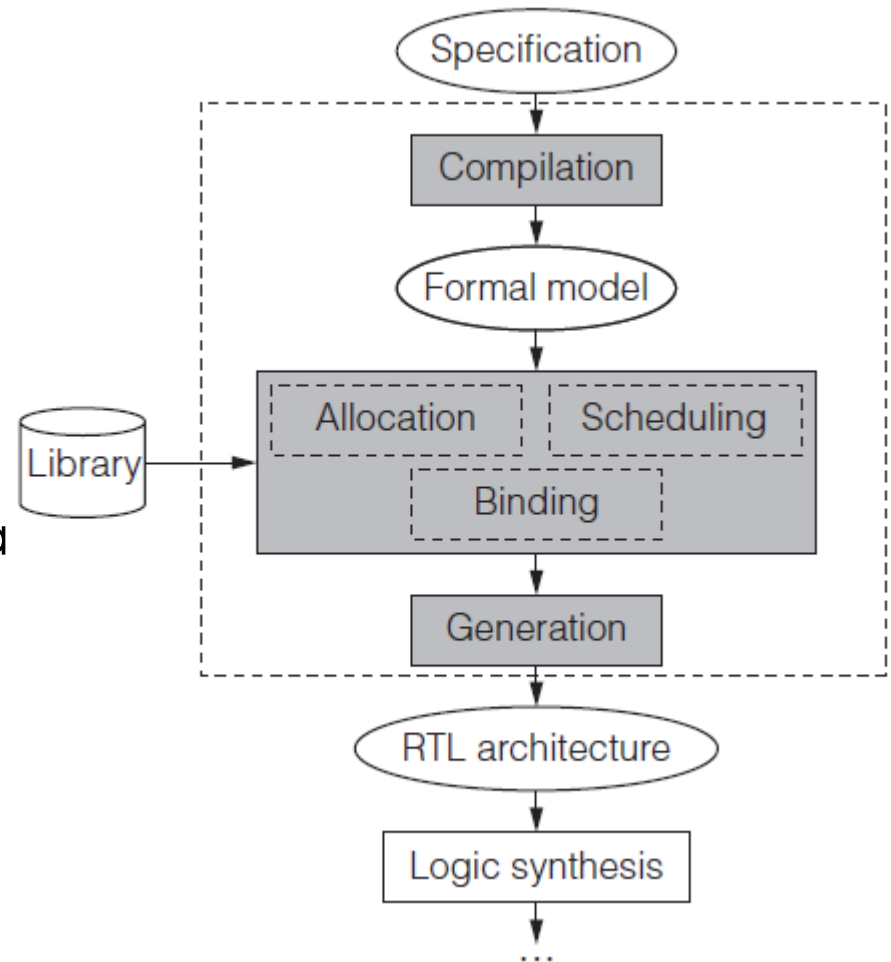 Specification
Compilation
Formal model
Allocation
Scheduling
Library
Binding
Generation
RTL architecture
Logic synthesis
...